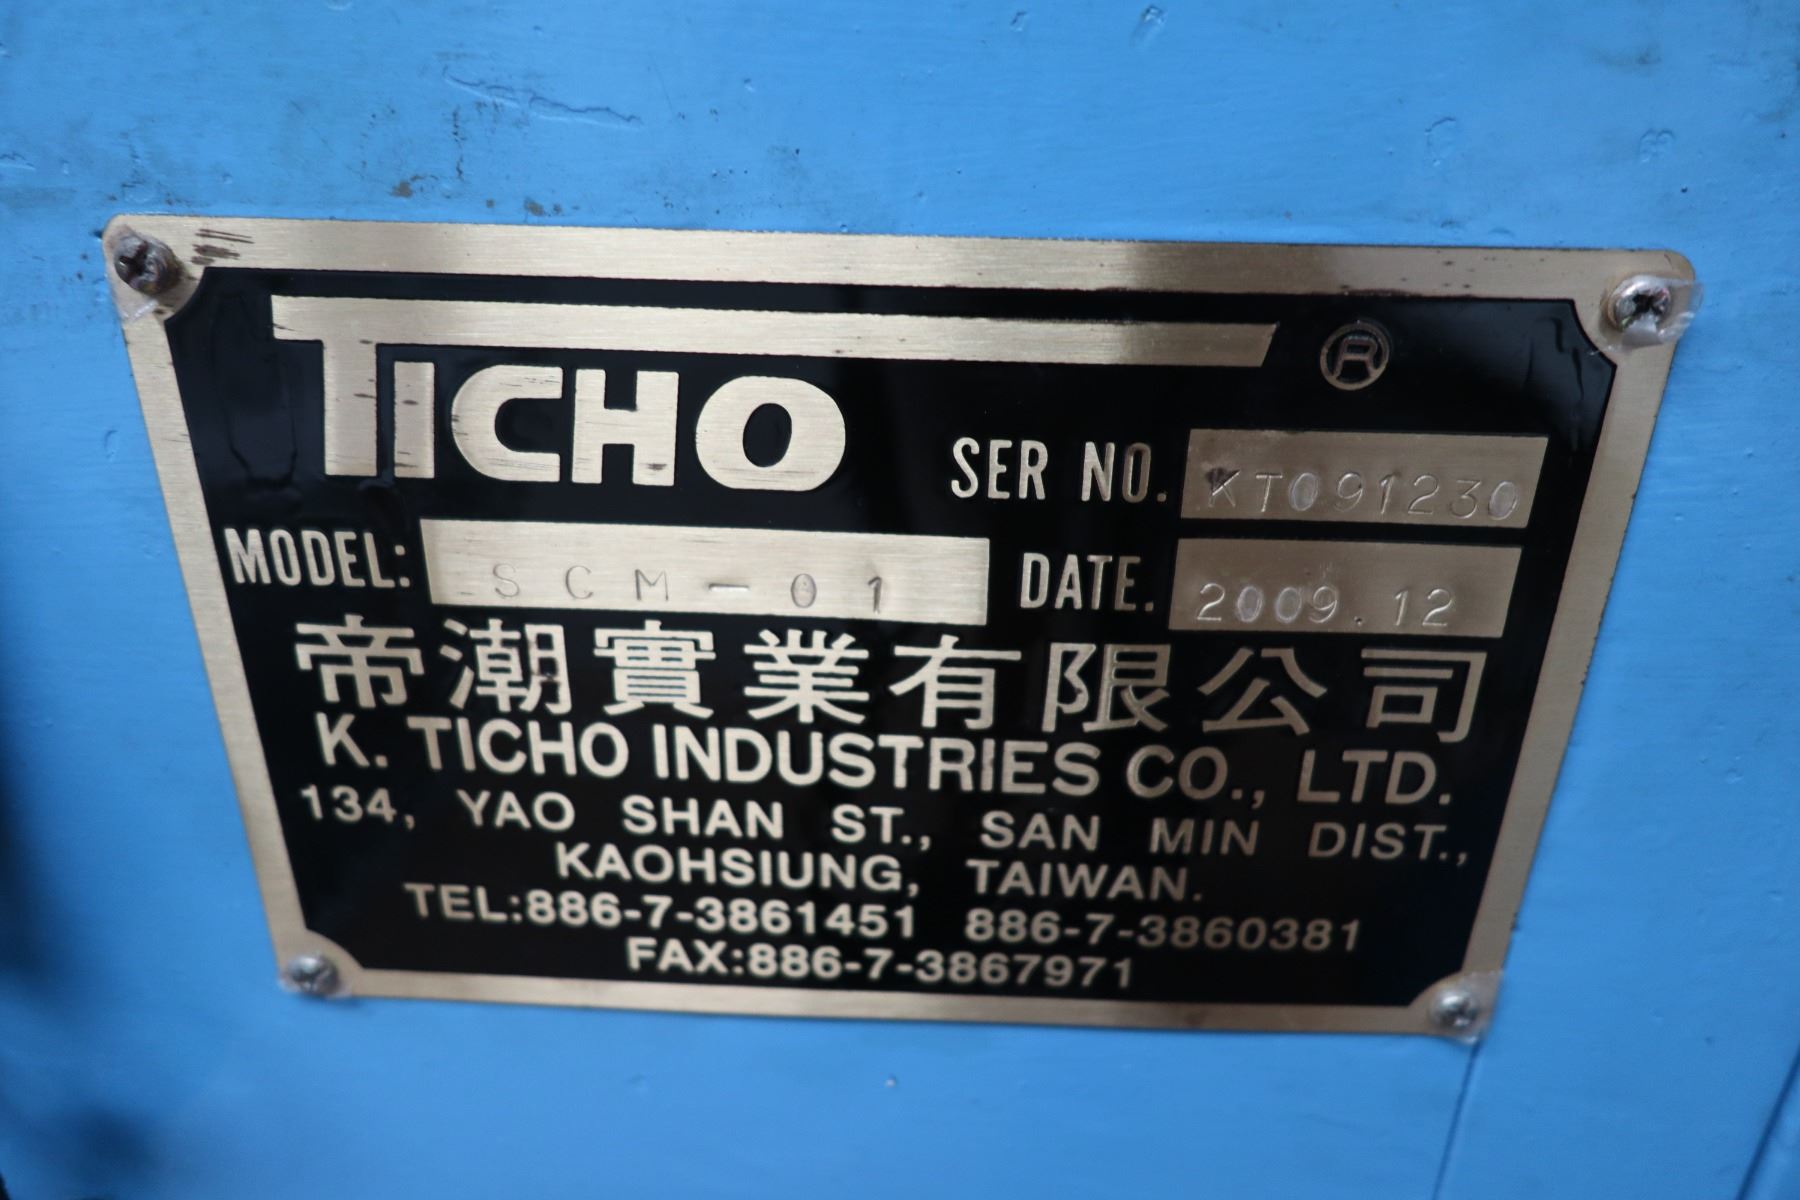 TICHO ®
SER NO. KT091230
MODEL: SCM-01 DATE. 2009.12
帝潮實業有限公司
K. TICHO INDUSTRIES CO., LTD.
134, YAO SHAN ST., SAN MIN DIST.,
KAOHSIUNG, TAIWAN.
TEL:886-7-3861451 886-7-3860381
FAX:886-7-3867971